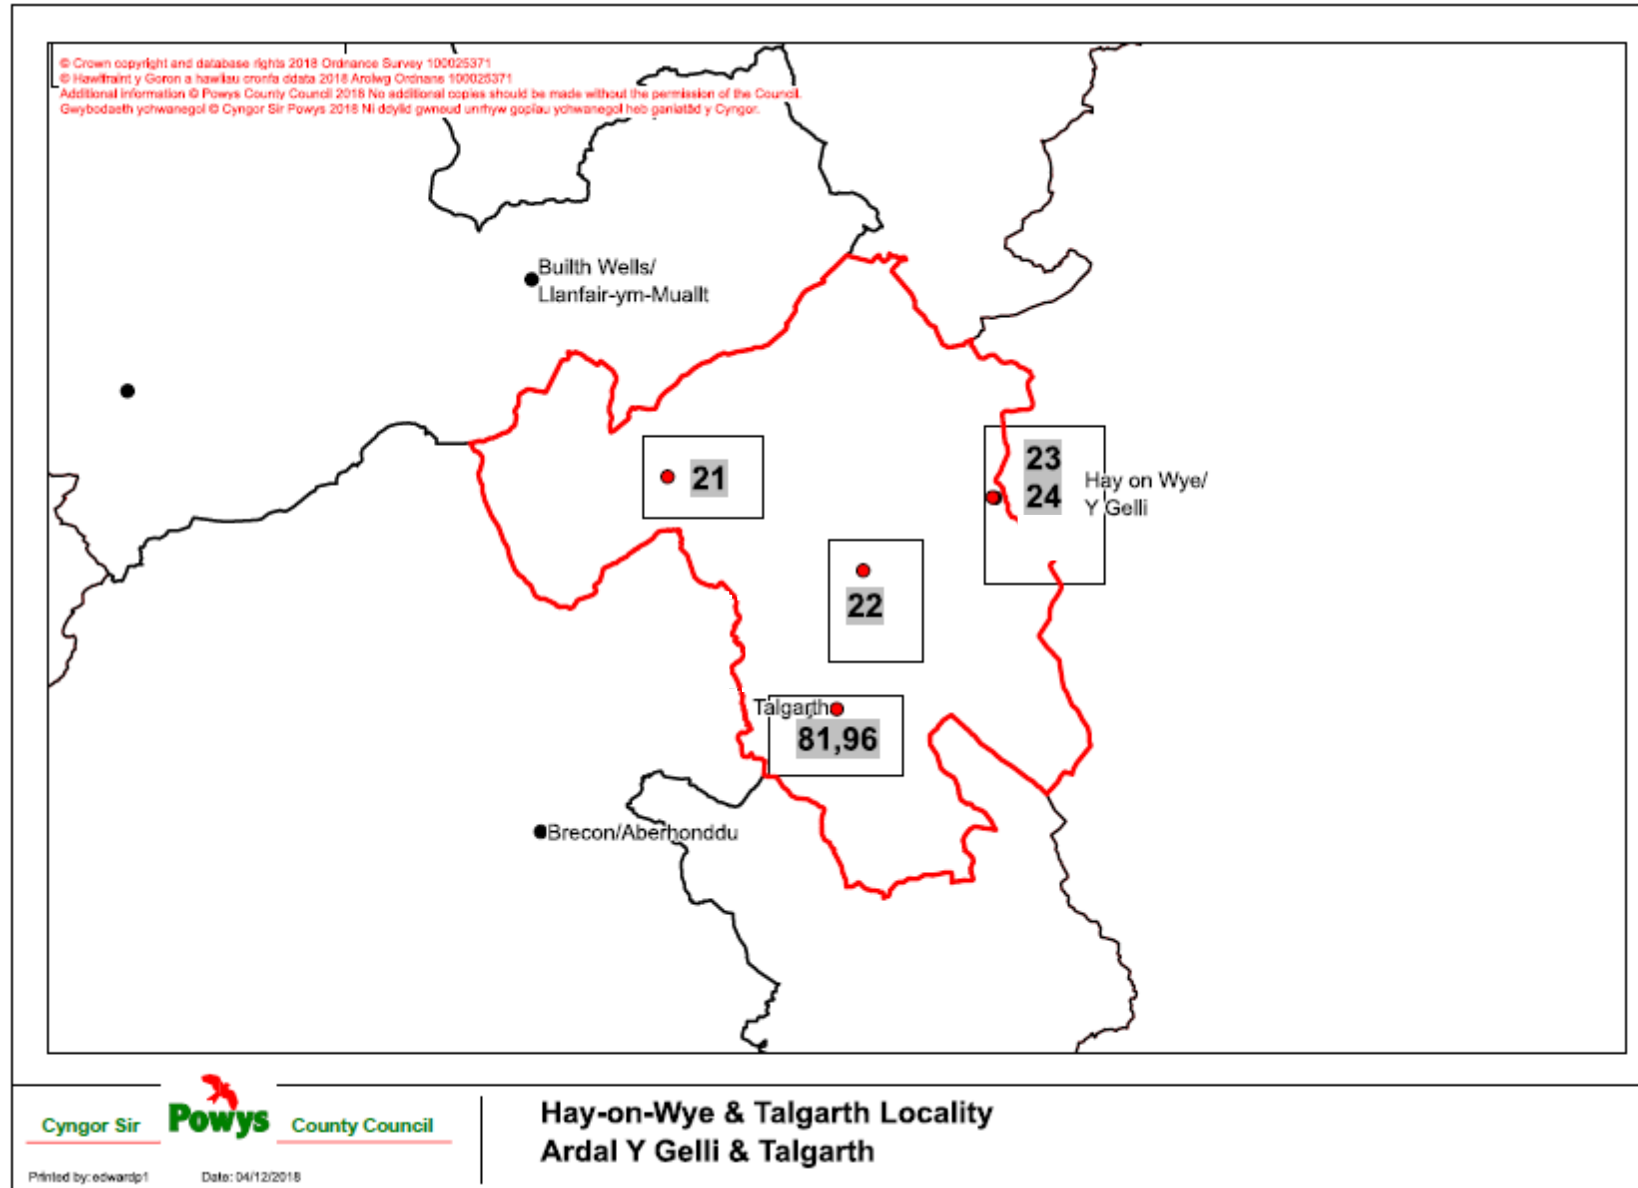 © Crown copyright and database rights 2018 Ordnance Survey 100025371
© Hawlfraint y Goron a hawliau cronfa ddata 2018 Arolwg Ordnans 100025371
Additional information © Powys County Council 2018 No additional copies should be made without the permission of the Council.
Gwybodaeth ychwanegol © Cyngor Sir Powys 2018 Ni ddylid gwneud unrhyw gopïau ychwanegol heb ganiatâd y Cyngor.
Builth Wells/
Llanfair-ym-Muallt
21
23
24
Hay on Wye/
Y Gelli
22
Talgarth
81,96
Brecon/Aberhonddu
Cyngor Sir Powys County Council
Printed by: edwardp1 Date: 04/12/2018
Hay-on-Wye & Talgarth Locality
Ardal Y Gelli & Talgarth